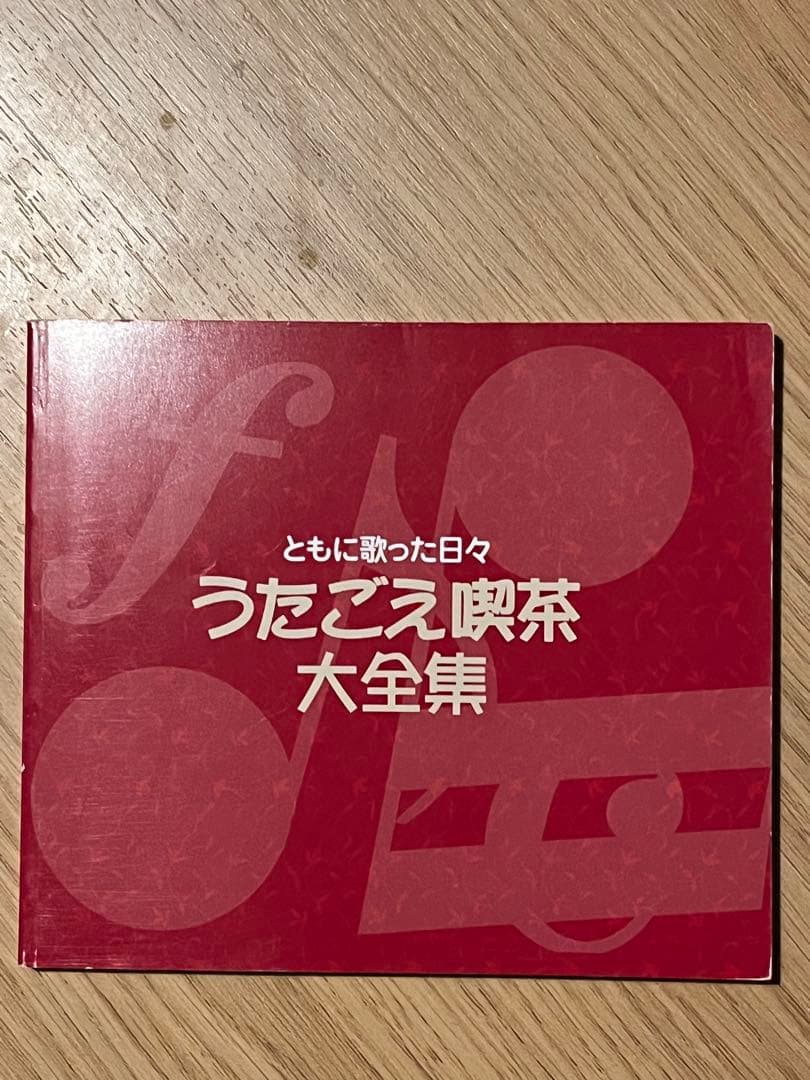 ともに歌った日々
うたごえ喫茶
大全集